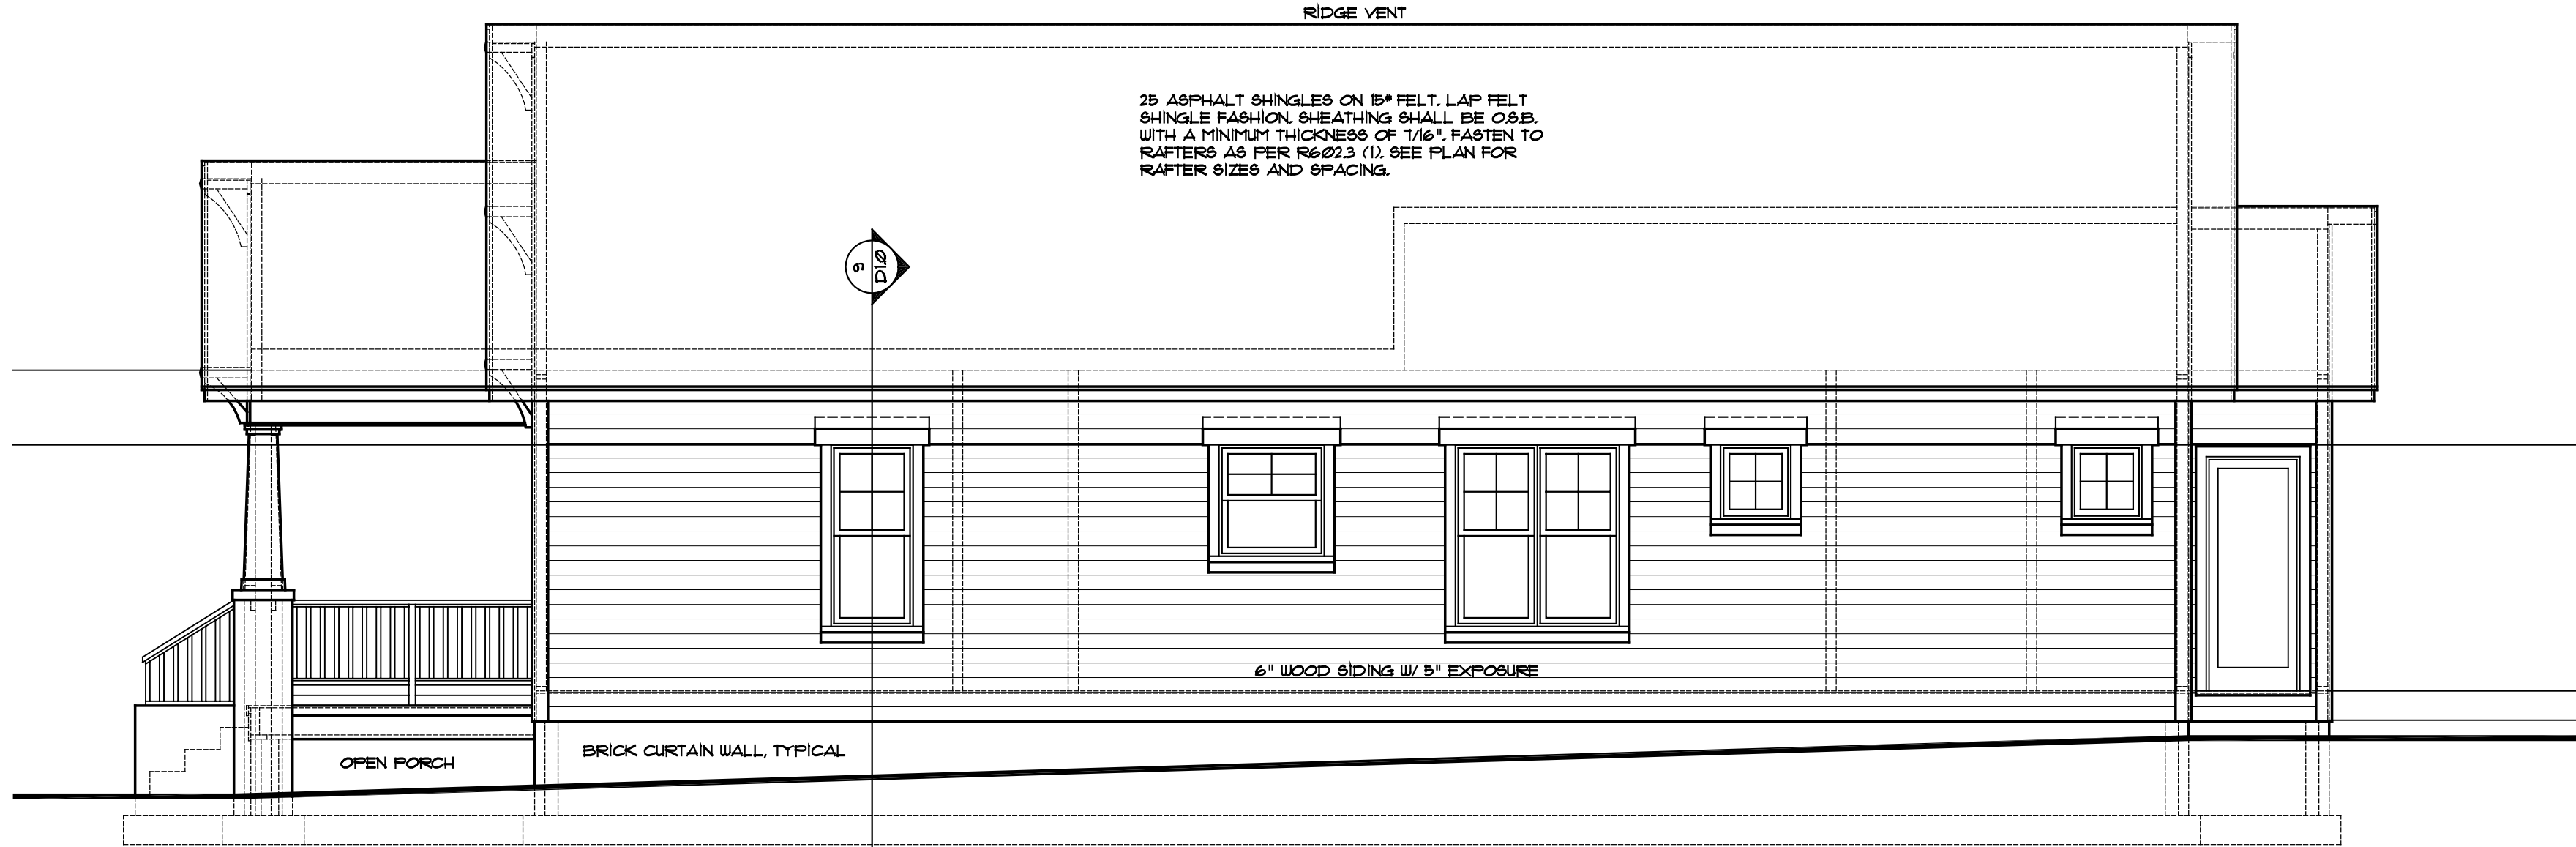 RIDGE VENT
25 ASPHALT SHINGLES ON 15# FELT. LAP FELT
SHINGLE FASHION. SHEATHING SHALL BE O.S.B.
WITH A MINIMUM THICKNESS OF 7/16". FASTEN TO
RAFTERS AS PER R602.3 (1). SEE PLAN FOR
RAFTER SIZES AND SPACING.
9
D1.0
6" WOOD SIDING W/ 5" EXPOSURE
BRICK CURTAIN WALL, TYPICAL
OPEN PORCH